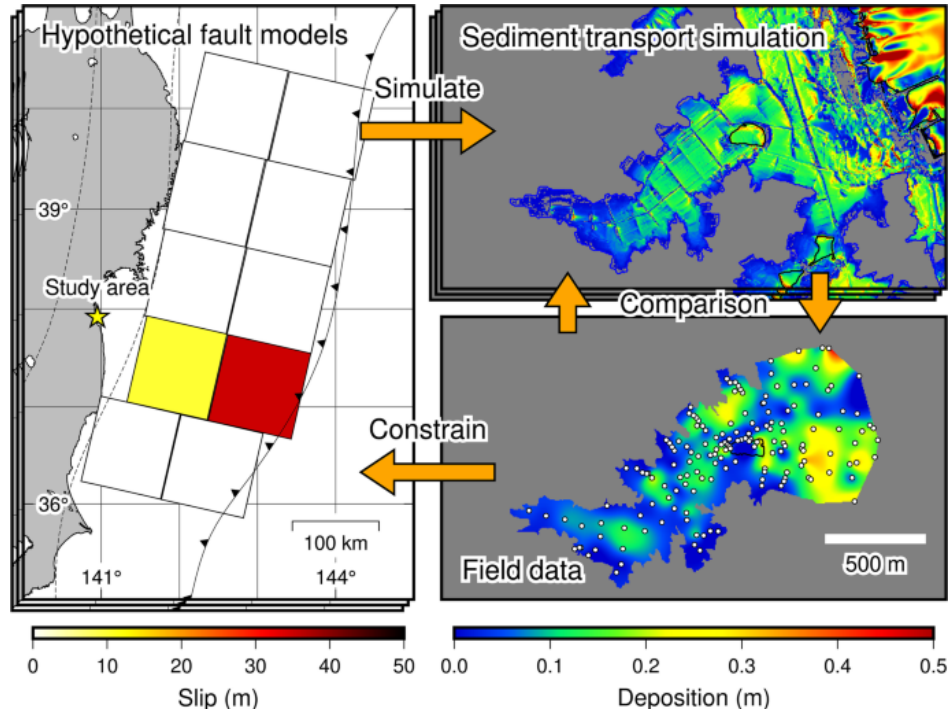 Hypothetical fault models
Sediment transport simulation
Simulate
39°
Study area
Comparison
Constrain
36°
100 km
141°
144°
Field data
500 m
0 10 20 30 40 50
Slip (m)
0.0 0.1 0.2 0.3 0.4 0.5
Deposition (m)